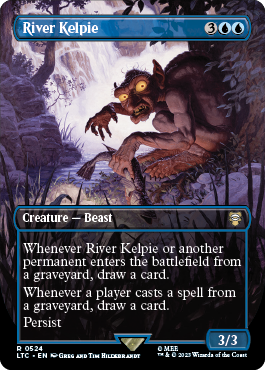 River Kelpie 3
Creature — Beast
Whenever River Kelpie or another
permanent enters the battlefield from
a graveyard, draw a card.
Whenever a player casts a spell from
a graveyard, draw a card.
Persist
3/3
R 0524 © MEE
LTC • EN Greg and Tim Hildebrandt ™ & © 2023 Wizards of the Coast